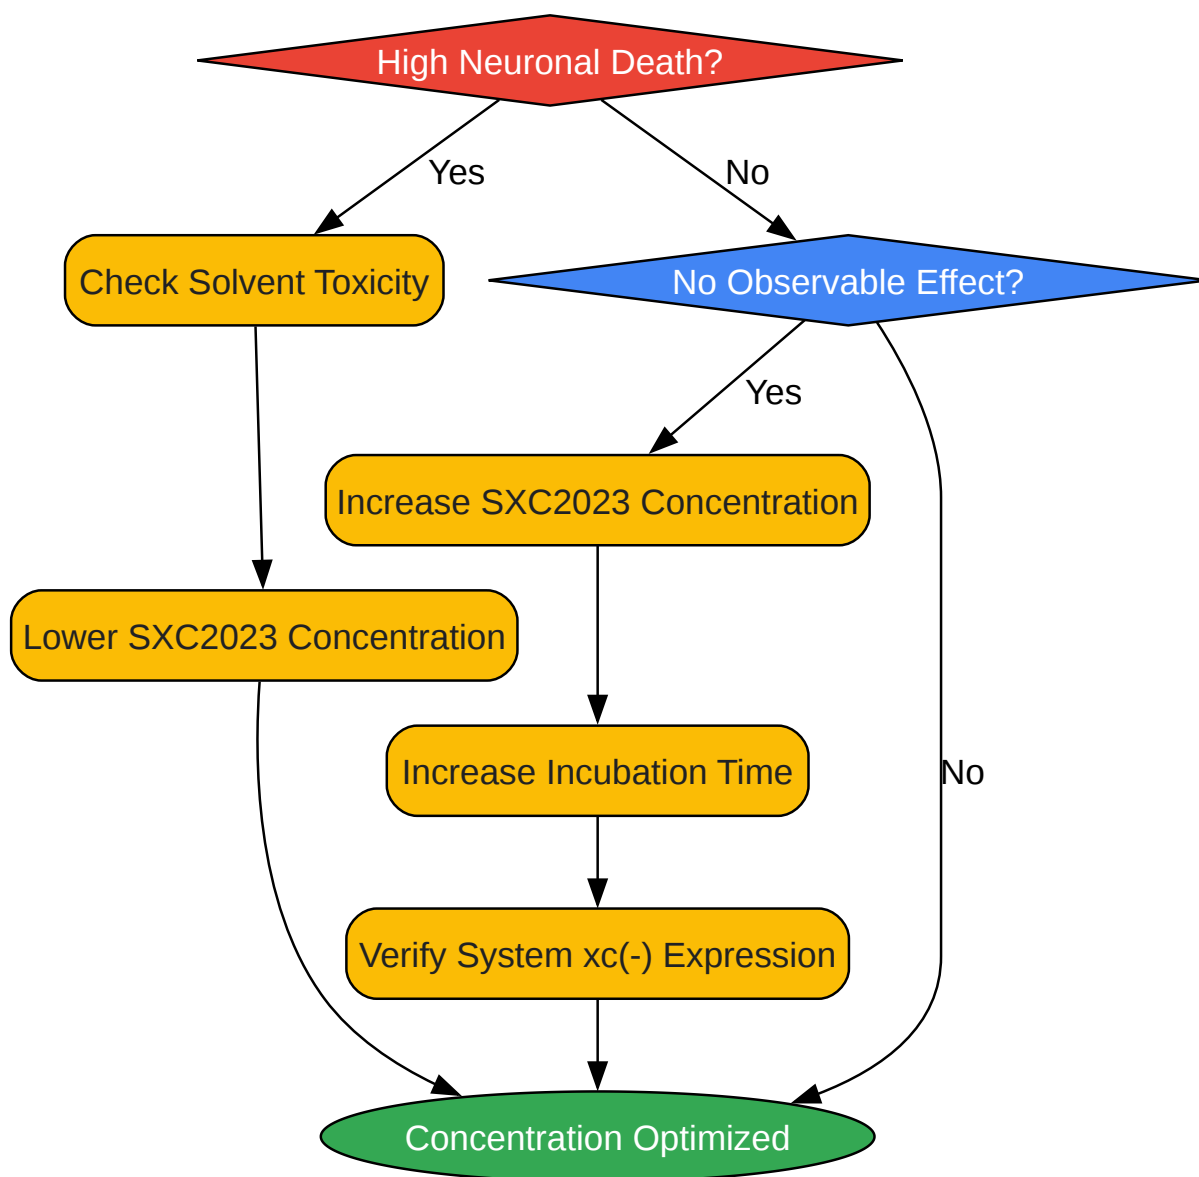 High Neuronal Death?
Yes
No
Check Solvent Toxicity
No Observable Effect?
Yes
Increase SXC2023 Concentration
Lower SXC2023 Concentration
Increase Incubation Time
No
Verify System xc(-) Expression
Concentration Optimized